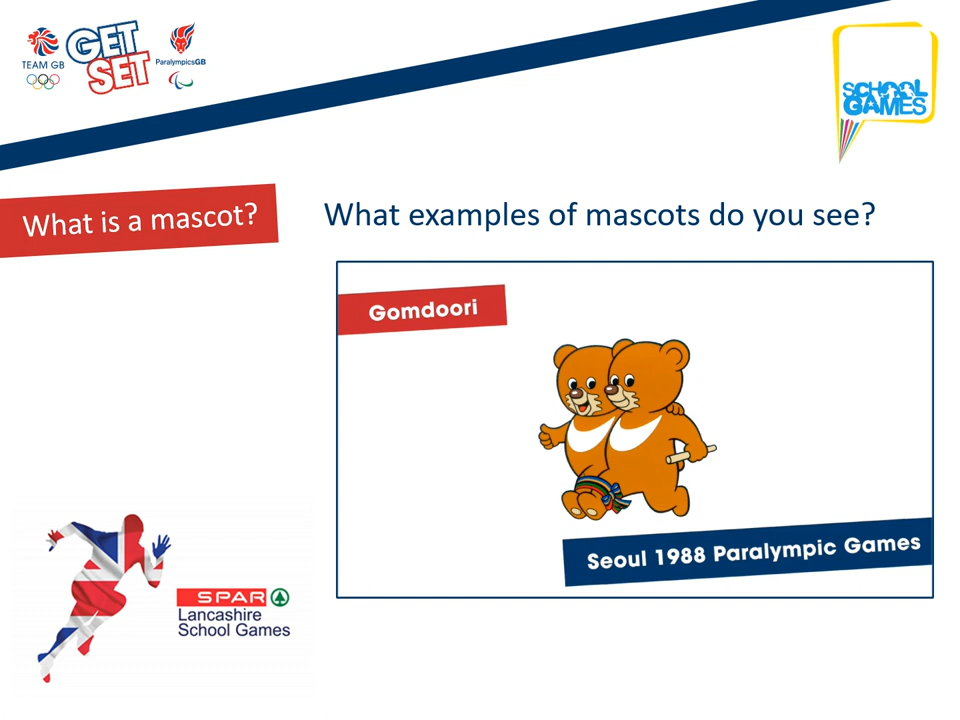 GET
SET
TEAM GB
ParalympicsGB
SCHOOL
GAMES
What is a mascot?
What examples of mascots do you see?
Gomdoori
Seoul 1988 Paralympic Games
SPAR
Lancashire
School Games